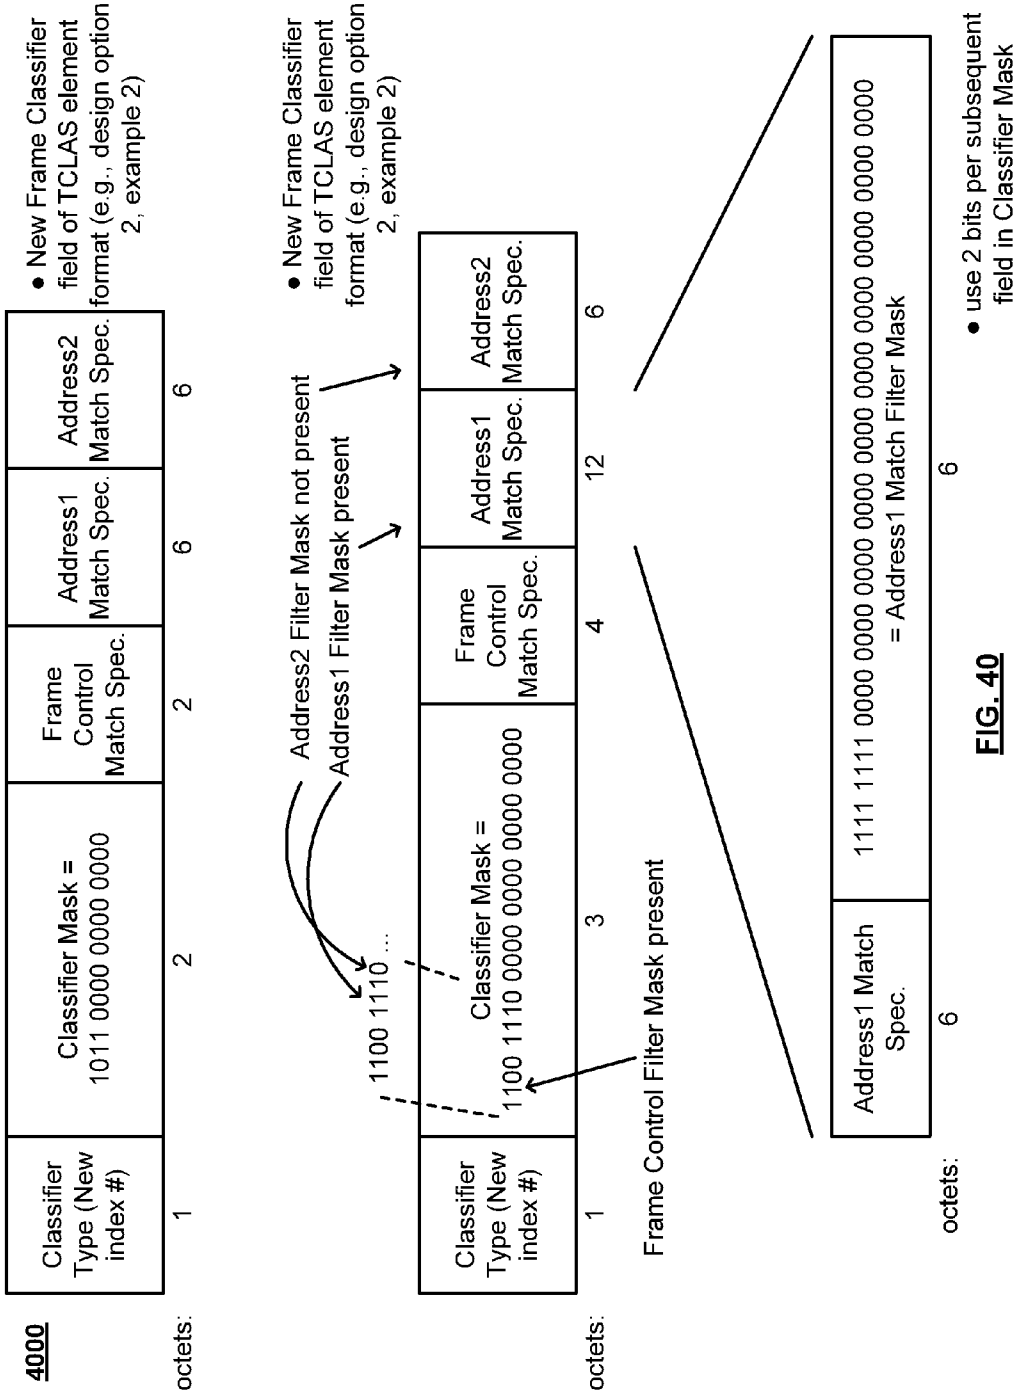 4000
Classifier
Type (New
index #)
Classifier Mask =
1011 0000 0000 0000
Frame
Control
Match Spec.
Address1
Match Spec.
Address2
Match Spec.
octets:
1
2
2
6
6
● New Frame Classifier
field of TCLAS element
format (e.g., design option
2, example 2)
Address2 Filter Mask not present
Address1 Filter Mask present
1100 1110 ...
Classifier
Type (New
index #)
Classifier Mask =
1100 1110 0000 0000 0000 0000
Frame
Control
Match Spec.
Address1
Match Spec.
Address2
Match Spec.
octets:
1
3
4
12
6
● New Frame Classifier
field of TCLAS element
format (e.g., design option
2, example 2)
Frame Control Filter Mask present
Address1 Match
Spec.
1111 1111 0000 0000 0000 0000 0000 0000 0000 0000 0000 0000
= Address1 Match Filter Mask
octets:
6
6
● use 2 bits per subsequent
field in Classifier Mask
FIG. 40